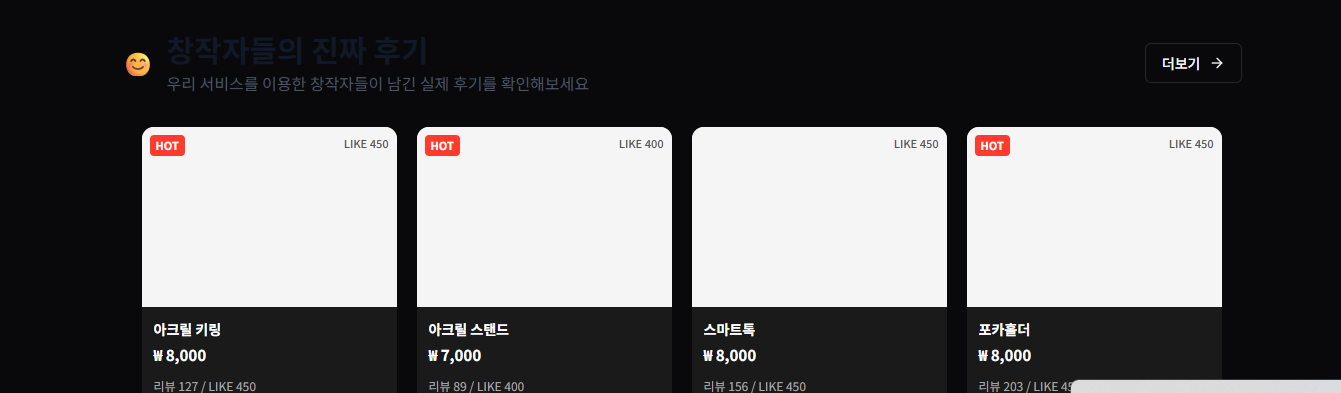 창작자들의 진짜 후기
우리 서비스를 이용한 창작자들이 남긴 실제 후기를 확인해보세요
더보기
HOT
LIKE 450
HOT
LIKE 400
LIKE 450
HOT
LIKE 450
아크릴 키링
아크릴 스탠드
스마트톡
포카홀더
₩ 8,000
₩ 7,000
₩ 8,000
₩ 8,000
리뷰 127 / LIKE 450
리뷰 89 / LIKE 400
리뷰 156 / LIKE 450
리뷰 203 / LIKE 45